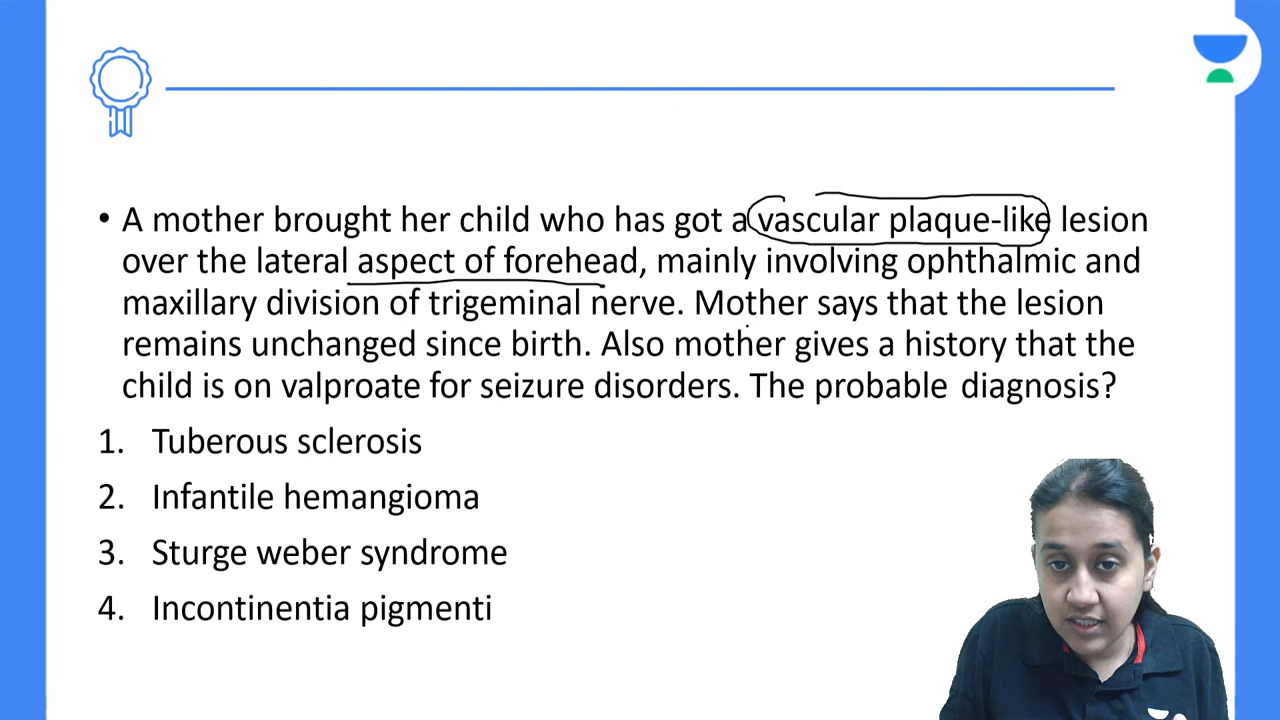 • A mother brought her child who has got a vascular plaque-like lesion
over the lateral aspect of forehead, mainly involving ophthalmic and
maxillary division of trigeminal nerve. Mother says that the lesion
remains unchanged since birth. Also mother gives a history that the
child is on valproate for seizure disorders. The probable diagnosis?
1. Tuberous sclerosis
2. Infantile hemangioma
3. Sturge weber syndrome
4. Incontinentia pigmenti